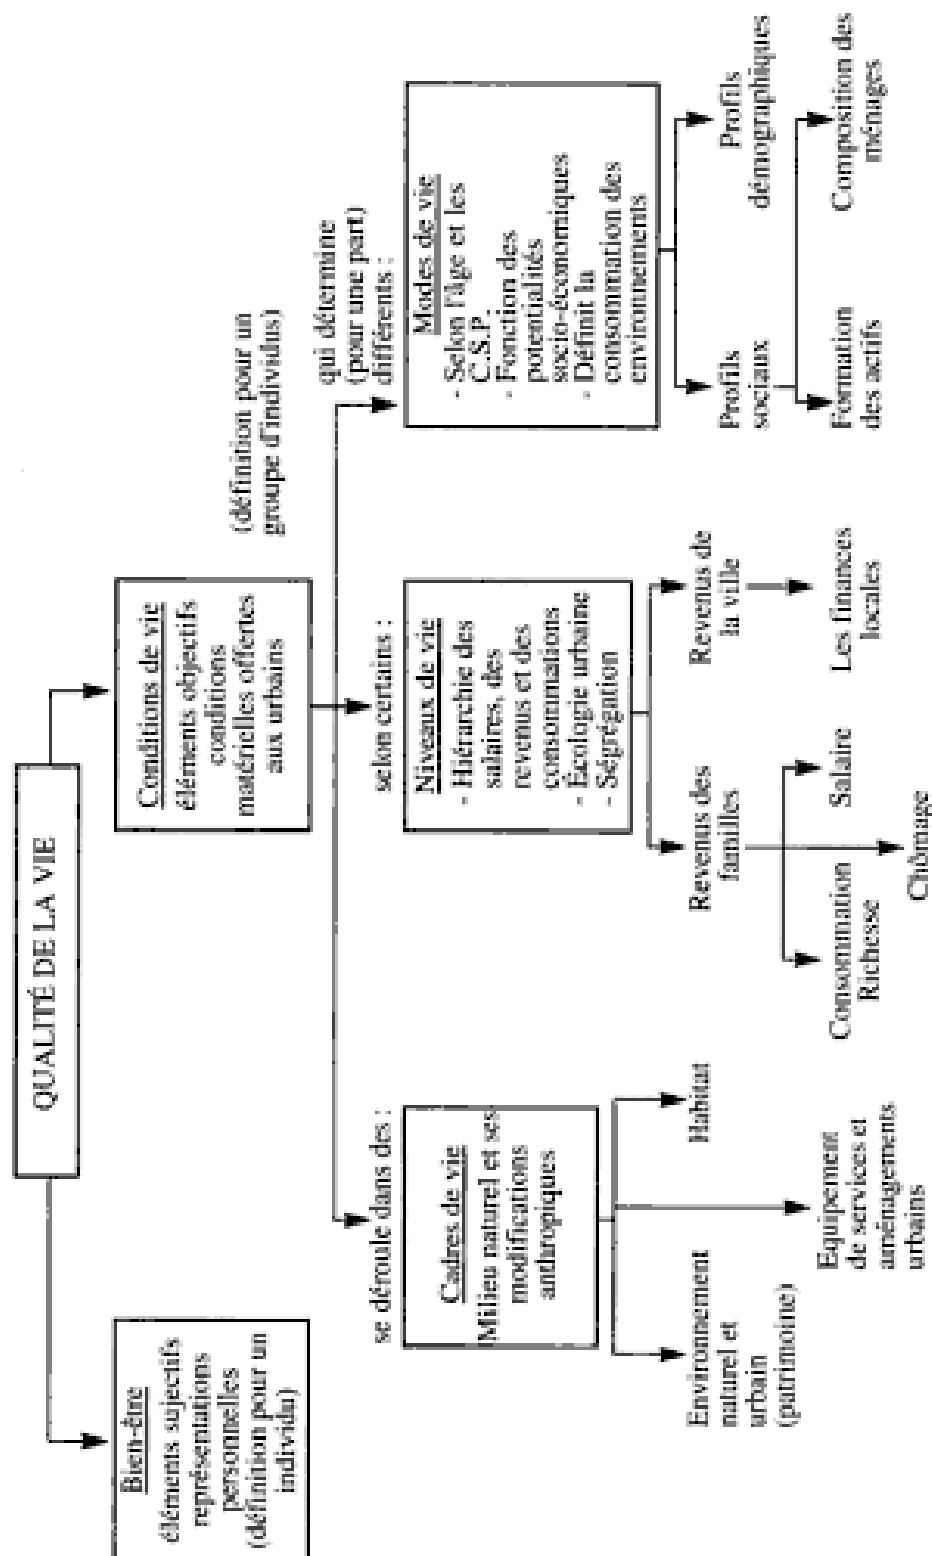 QUALITÉ DE LA VIE
Bien-être
éléments sujectifs
représentations
personnelles
(définition pour un
individu)
Conditions de vie
éléments objectifs
conditions
matérielles offertes
aux urbains
(définition pour un
groupe d'individus)
se déroule dans des :
Cadres de vie
Milieu naturel et ses
modifications
anthropiques
selon certains :
Niveaux de vie
- Hiérarchie des
salaires, des
revenus et des
consommations
- Écologie urbaine
- Ségrégation
qui détermine
(pour une part)
différents :
Modes de vie
- Selon l'âge et les
C.S.P.
- Fonction des
potentialités
socio-économiques
- Définit la
consommation des
environnements
Environnement
naturel et
urbain
(patrimoine)
Habitat
Equipement
de services et
aménagements
urbains
Revenus des
familles
Revenus de
la ville
Consommation
Richesse
Salaire
Chômage
Les finances
locales
Profils
sociaux
Profils
démographiques
Formation
des actifs
Composition des
ménages